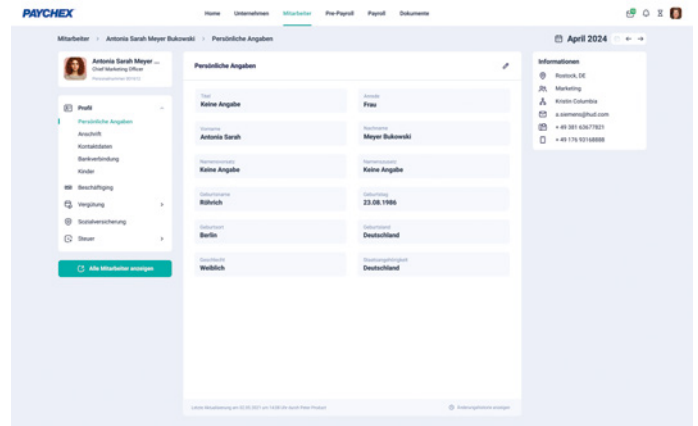 PAYCHEX
Home Unternehmen Mitarbeiter Pre-Payroll Payroll Dokumente
Mitarbeiter > Antonia Sarah Meyer Bukowski > Persönliche Angaben
April 2024
Antonia Sarah Meyer ...
Chief Marketing Officer
Profil
Persönliche Angaben
Anschrift
Kontaktdaten
Bankverbindung
Kinder
Beschäftigung
Vergütung
Sozialversicherung
Steuer
Alle Mitarbeiter anzeigen
Persönliche Angaben
Titel
Keine Angabe
Anrede
Frau
Vorname
Antonia Sarah
Nachname
Meyer Bukowski
Namensvorsatz
Keine Angabe
Namenszusatz
Keine Angabe
Geburtsname
Röhrich
Geburtstag
23.08.1986
Geburtsort
Berlin
Geburtsland
Deutschland
Geschlecht
Weiblich
Staatsangehörigkeit
Deutschland
Änderungshistorie anzeigen
Informationen
Rostock, DE
Marketing
Kristin Columbia
a.siemens@hud.com
+ 49 381 63677821
+ 49 176 93168888